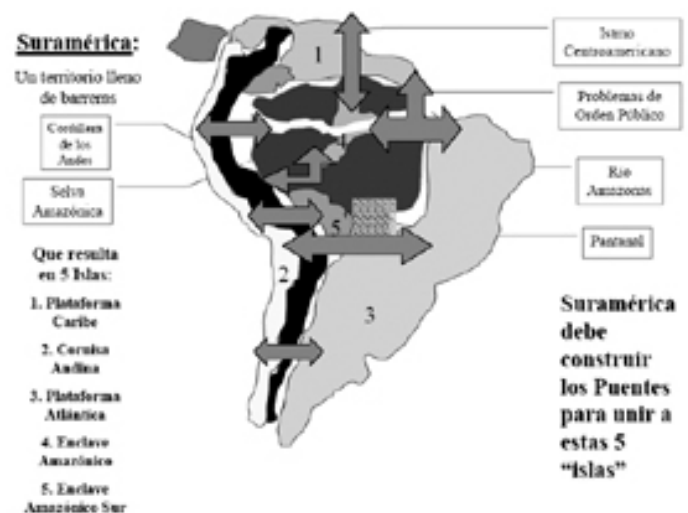 Suramérica:
Un territorio lleno
de barreras
Cordillera
de los
Andes
Selva
Amazónica
Que resulta
en 5 Islas:
1. Plataforma
Caribe
2. Cornisa
Andina
3. Plataforma
Atlántica
4. Enclave
Amazónico
5. Enclave
Amazónico Sur
1
4
5
2
3
Istmo
Centroamericano
Problemas de
Orden Público
Río
Amazonas
Pantanal
Suramérica
debe
construir
los Puentes
para unir a
estas 5
“islas”